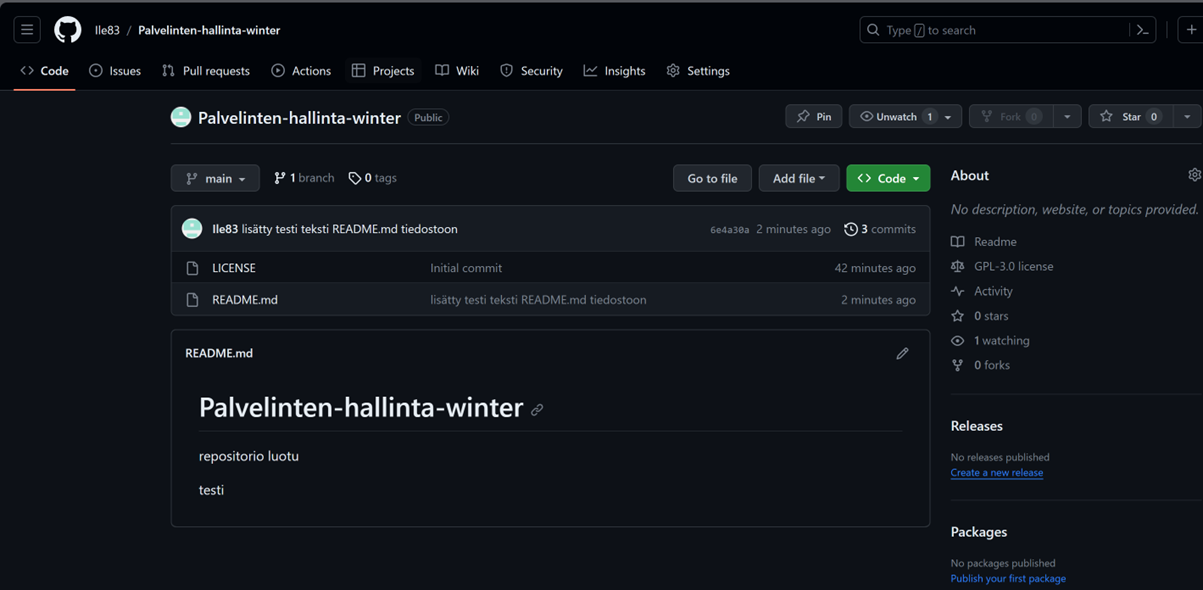 Ile83 / Palvelinten-hallinta-winter
Type / to search
Code Issues Pull requests Actions Projects Wiki Security Insights Settings
Palvelinten-hallinta-winter Public
Pin Unwatch 1 Fork 0 Star 0
main 1 branch 0 tags Go to file Add file Code
Ile83 lisätty testi teksti README.md tiedostoon 6e4a30a 2 minutes ago 3 commits
LICENSE Initial commit 42 minutes ago
README.md lisätty testi teksti README.md tiedostoon 2 minutes ago
README.md
Palvelinten-hallinta-winter
repositorio luotu
testi
About
No description, website, or topics provided.
Readme
GPL-3.0 license
Activity
0 stars
1 watching
0 forks
Releases
No releases published
Create a new release
Packages
No packages published
Publish your first package